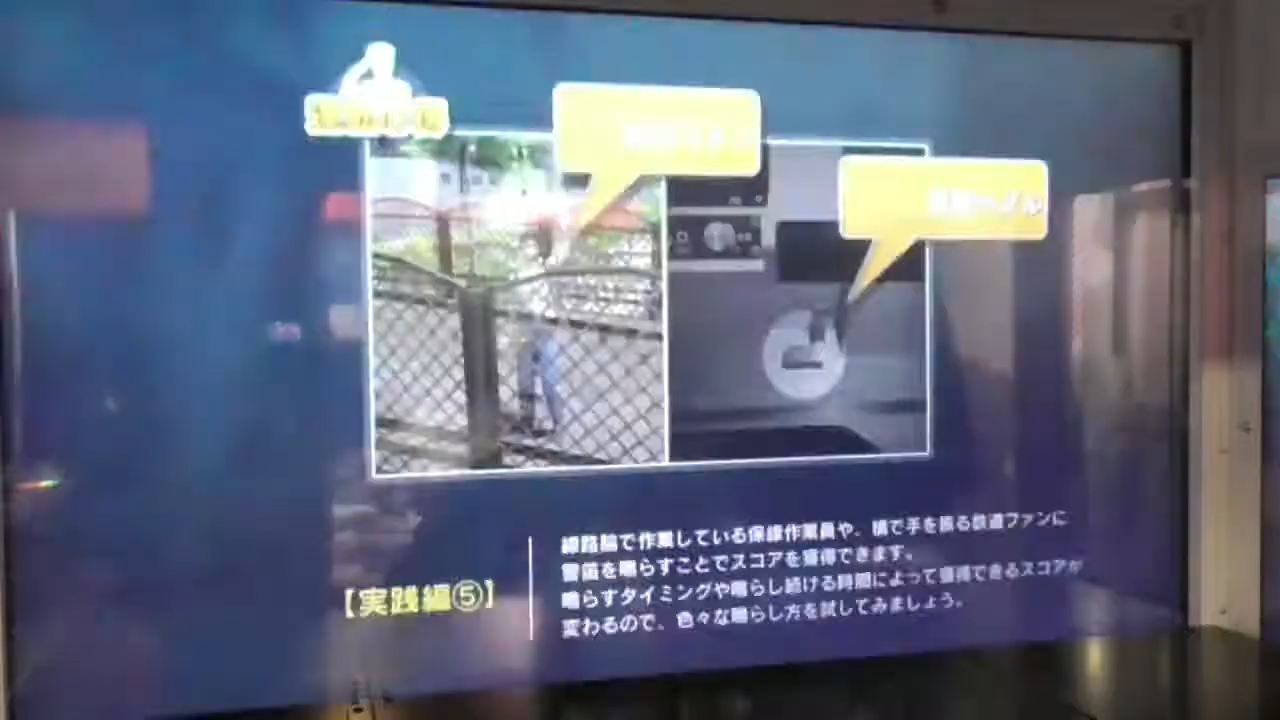 【実践編⑤】
線路脇で作業している保線作業員や、横で手を振る鉄道ファンに
警笛を鳴らすことでスコアを獲得できます。
鳴らすタイミングや鳴らし続ける時間によって獲得できるスコアが
変わるので、色々な鳴らし方を試してみましょう。